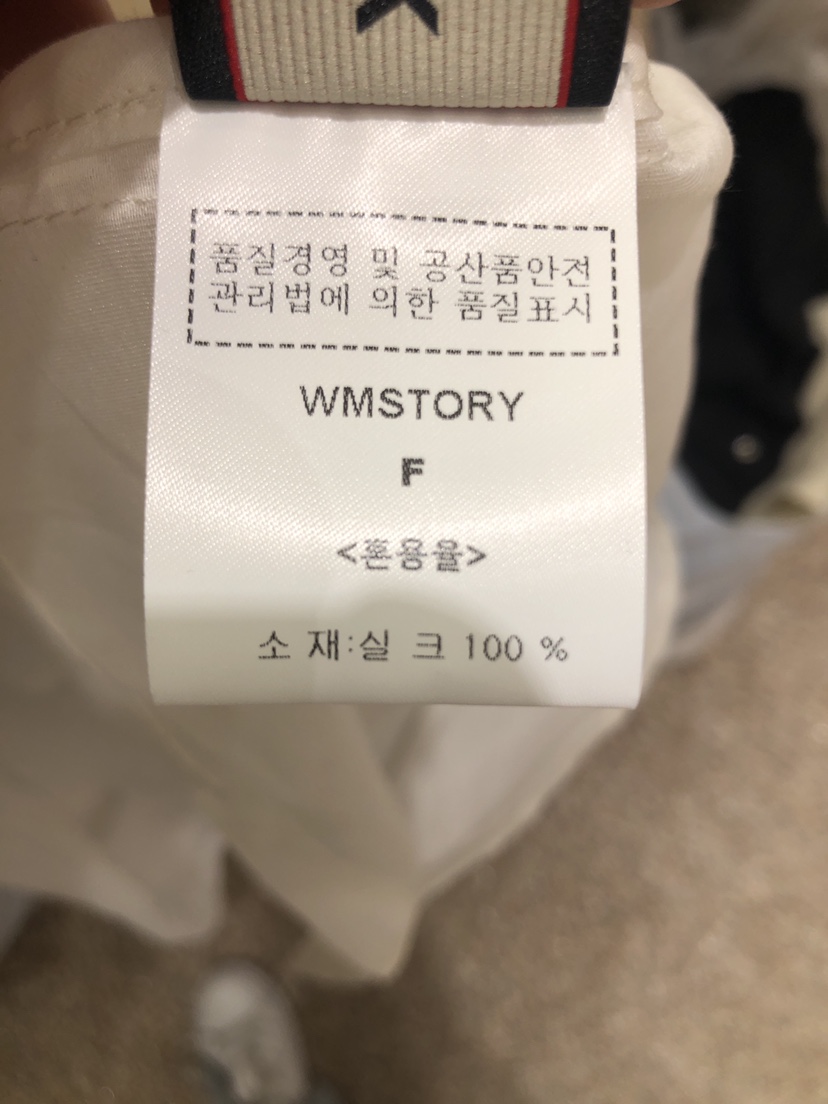 품질경영 및 공산품안전
관리법에 의한 품질표시
WMSTORY
F
<혼용율>
소 재:실 크 100 %